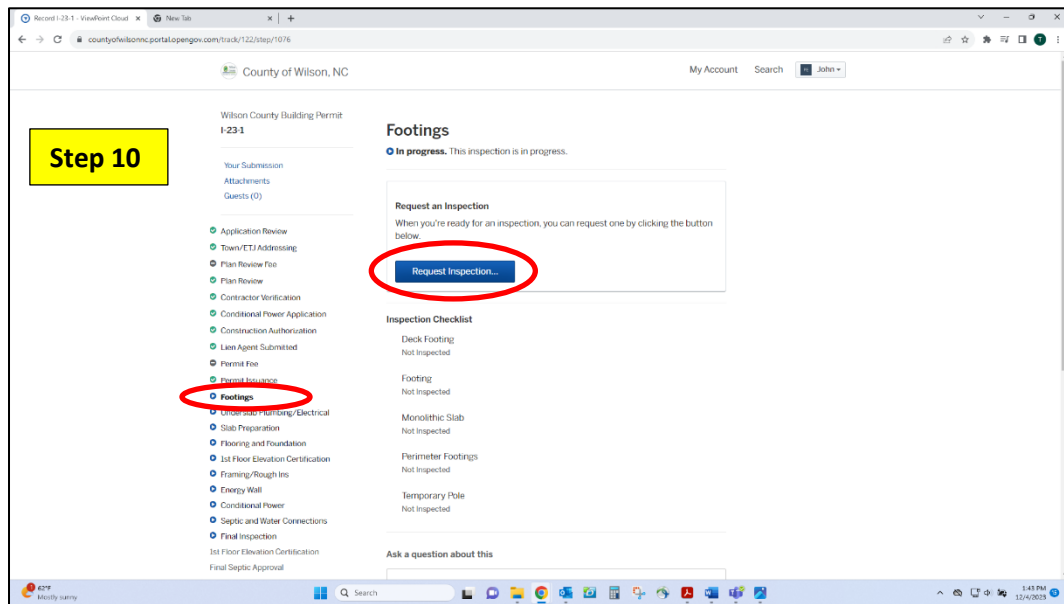 Record I-23-1 - ViewPoint Cloud
New Tab
countyofwilsonnc.portal.opengov.com/track/122/step/1076
County of Wilson, NC
My Account
Search
John
Step 10
Wilson County Building Permit
I-23-1
Your Submission
Attachments
Guests (0)
Application Review
Town/ETJ Addressing
Plan Review Fee
Plan Review
Contractor Verification
Conditional Power Application
Construction Authorization
Lien Agent Submitted
Permit Fee
Permit Issuance
Footings
Underslab Plumbing/Electrical
Slab Preparation
Flooring and Foundation
1st Floor Elevation Certification
Framing/Rough Ins
Energy Wall
Conditional Power
Septic and Water Connections
Final Inspection
1st Floor Elevation Certification
Final Septic Approval
Footings
In progress. This inspection is in progress.
Request an Inspection
When you're ready for an inspection, you can request one by clicking the button
below.
Request Inspection...
Inspection Checklist
Deck Footing
Not Inspected
Footing
Not Inspected
Monolithic Slab
Not Inspected
Perimeter Footings
Not Inspected
Temporary Pole
Not Inspected
Ask a question about this
62°F
Mostly sunny
Search
1:43 PM
12/4/2023